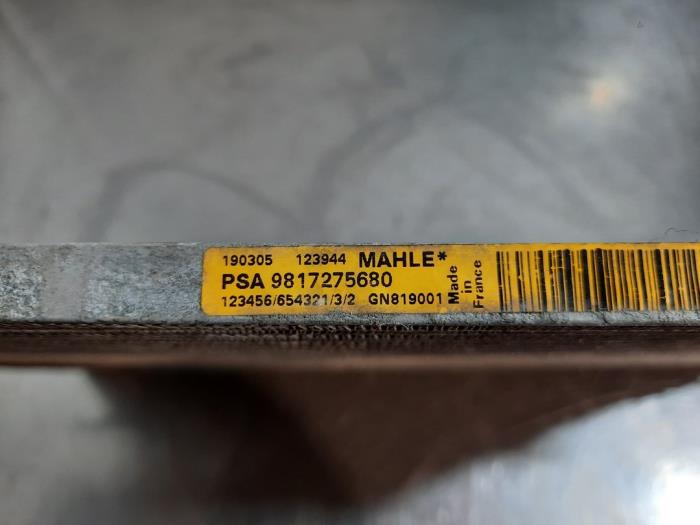 190305 123944 MAHLE*
PSA 9817275680
123456/654321/3/2 GN819001
Made
in
France